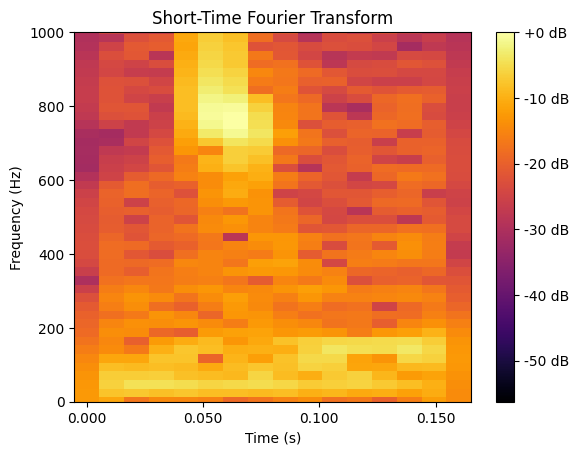 Short-Time Fourier Transform
Frequency (Hz)
1000
800
600
400
200
0
0.000
0.050
0.100
0.150
Time (s)
+0 dB
-10 dB
-20 dB
-30 dB
-40 dB
-50 dB